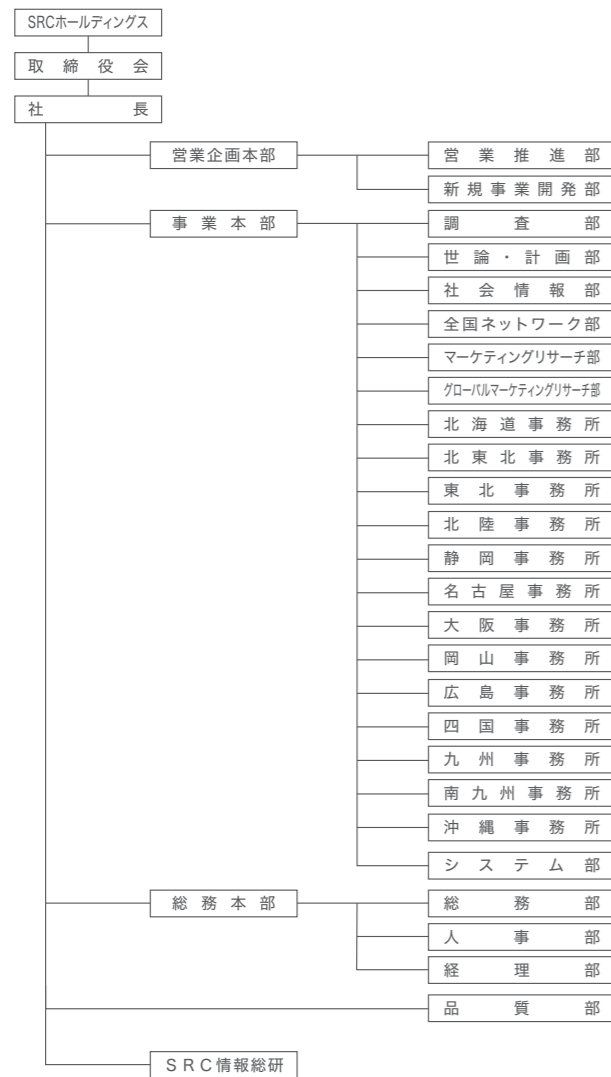 SRCホールディングス
取締役会
社長
営業企画本部
営業推進部
新規事業開発部
事業本部
調査部
世論・計画部
社会情報部
全国ネットワーク部
マーケティングリサーチ部
グローバルマーケティングリサーチ部
北海道事務所
北東北事務所
東北事務所
北陸事務所
静岡事務所
名古屋事務所
大阪事務所
岡山事務所
広島事務所
四国事務所
九州事務所
南九州事務所
沖縄事務所
システム部
総務本部
総務部
人事部
経理部
品質部
SRC情報総研